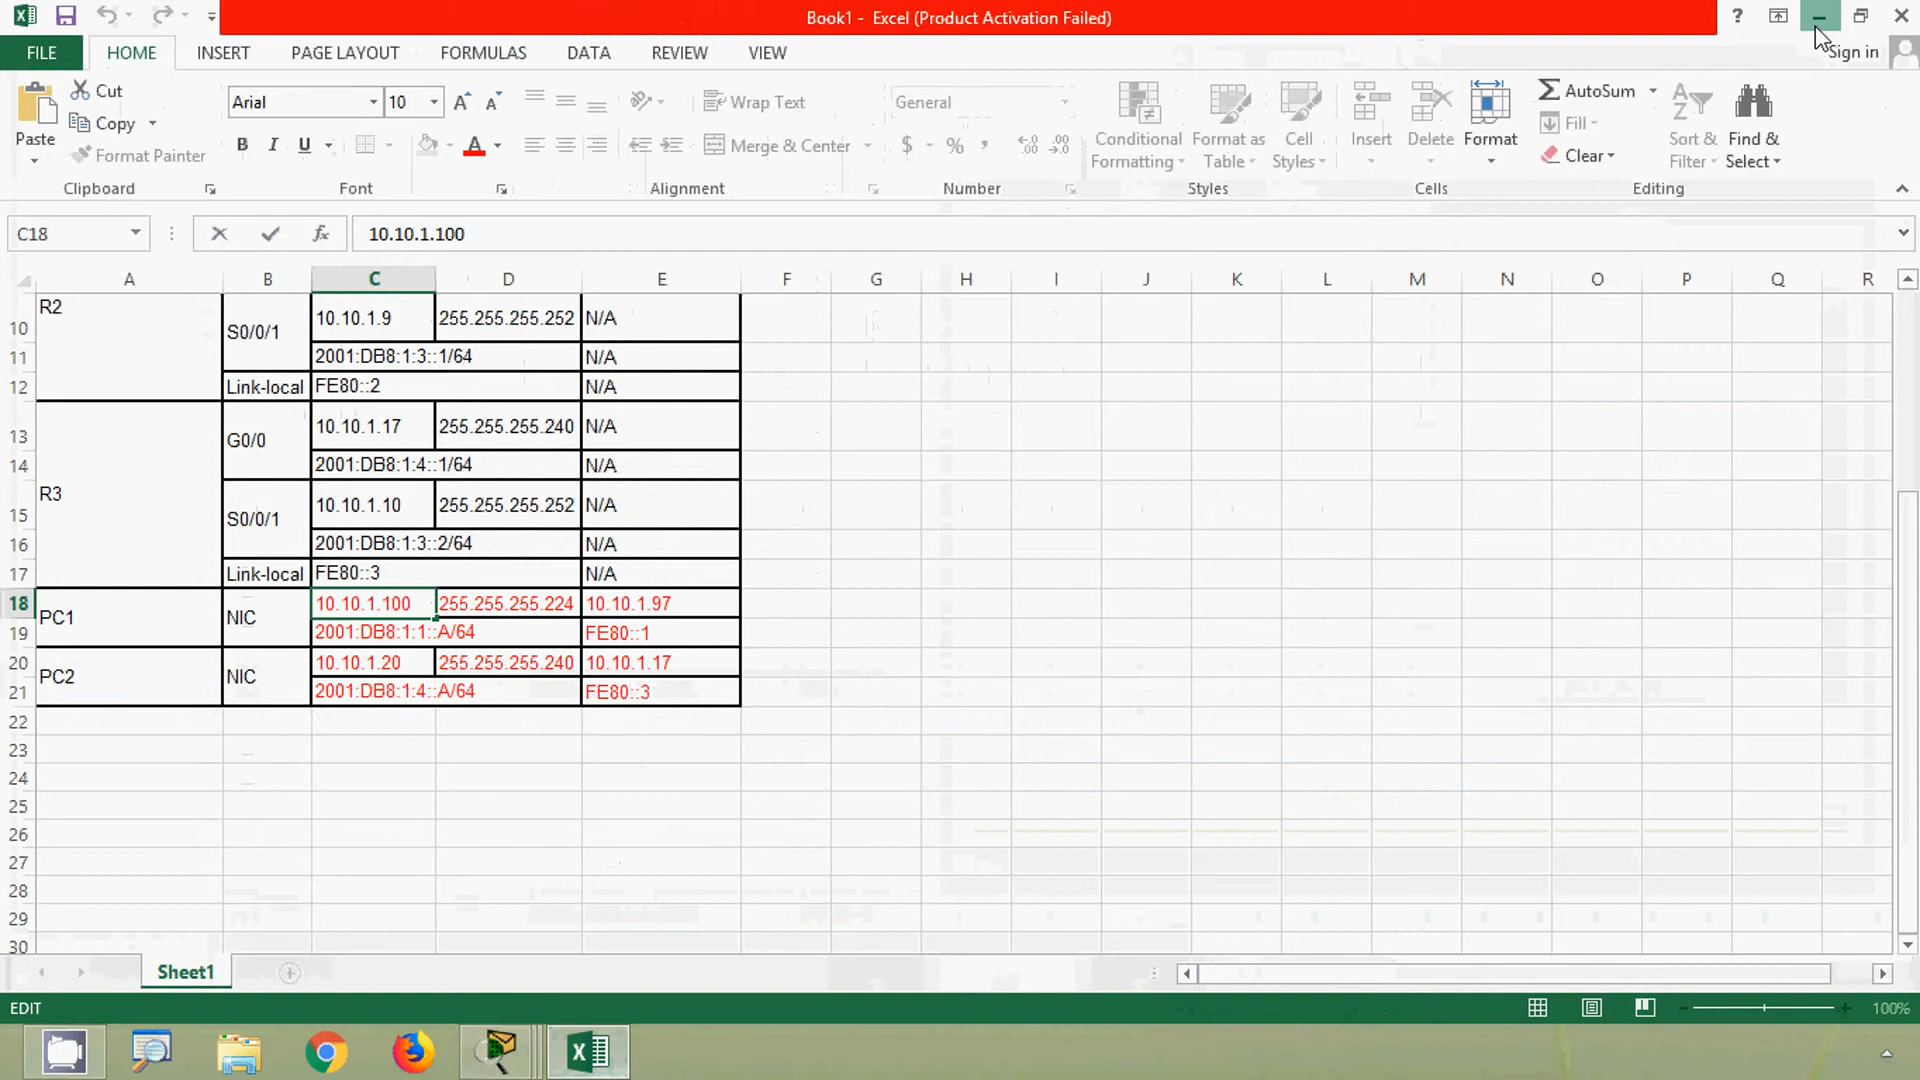 Book1 - Excel (Product Activation Failed)
?
FILE HOME INSERT PAGE LAYOUT FORMULAS DATA REVIEW VIEW Sign in
Cut
Copy
Format Painter
Paste
Clipboard
Arial 10
B I U A
Font
Wrap Text
Merge & Center
Alignment
General
$ % ,
Number
Conditional Formatting
Format as Table
Cell Styles
Styles
Insert Delete Format
Cells
AutoSum
Fill
Clear
Sort & Filter
Find & Select
Editing
C18 fx 10.10.1.100
A B C D E F G H I J K L M N O P Q R
R2
10 S0/0/1 10.10.1.9 255.255.255.252 N/A
11 2001:DB8:1:3::1/64 N/A
12 Link-local FE80::2 N/A
13 G0/0 10.10.1.17 255.255.255.240 N/A
14 2001:DB8:1:4::1/64 N/A
R3
15 S0/0/1 10.10.1.10 255.255.255.252 N/A
16 2001:DB8:1:3::2/64 N/A
17 Link-local FE80::3 N/A
18 PC1 NIC 10.10.1.100 255.255.255.224 10.10.1.97
19 2001:DB8:1:1::A/64 FE80::1
20 PC2 NIC 10.10.1.20 255.255.255.240 10.10.1.17
21 2001:DB8:1:4::A/64 FE80::3
22
23
24
25
26
27
28
29
30
Sheet1
EDIT 100%